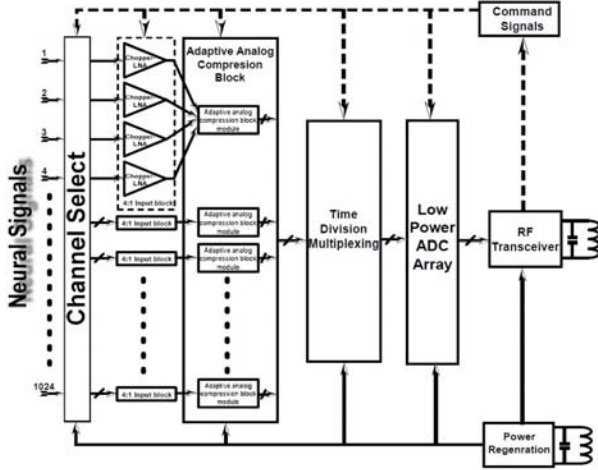 Command
Signals
Adaptive Analog
Compresion
Block
1
2
3
4
1024
Neural Signals
Channel Select
Chopper
LNA
Chopper
LNA
Chopper
LNA
Chopper
LNA
4:1 Input block
Adaptive analog
compression block
module
4:1 Input block
Adaptive analog
compression block
module
4:1 Input block
Adaptive analog
compression block
module
4:1 Input block
Adaptive analog
compression block
module
Time
Division
Multiplexing
Low
Power
ADC
Array
RF
Transceiver
Power
Regenration